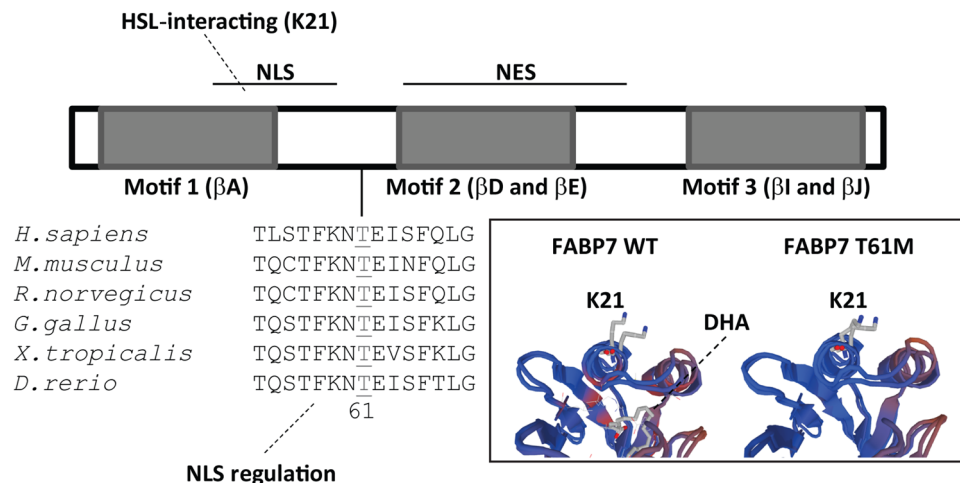 HSL-interacting (K21)
NLS
NES
Motif 1 (βA)
Motif 2 (βD and βE)
Motif 3 (βI and βJ)
H.sapiens TLSTFKNTEISFQLG
M.musculus TQCTFKNTEINFQLG
R.norvegicus TQCTFKNTEISFQLG
G.gallus TQSTFKNTEISFKLG
X.tropicalis TQSTFKNTEVSFKLG
D.rerio TQSTFKNTEISFTLG
61
NLS regulation
FABP7 WT
FABP7 T61M
K21
K21
DHA